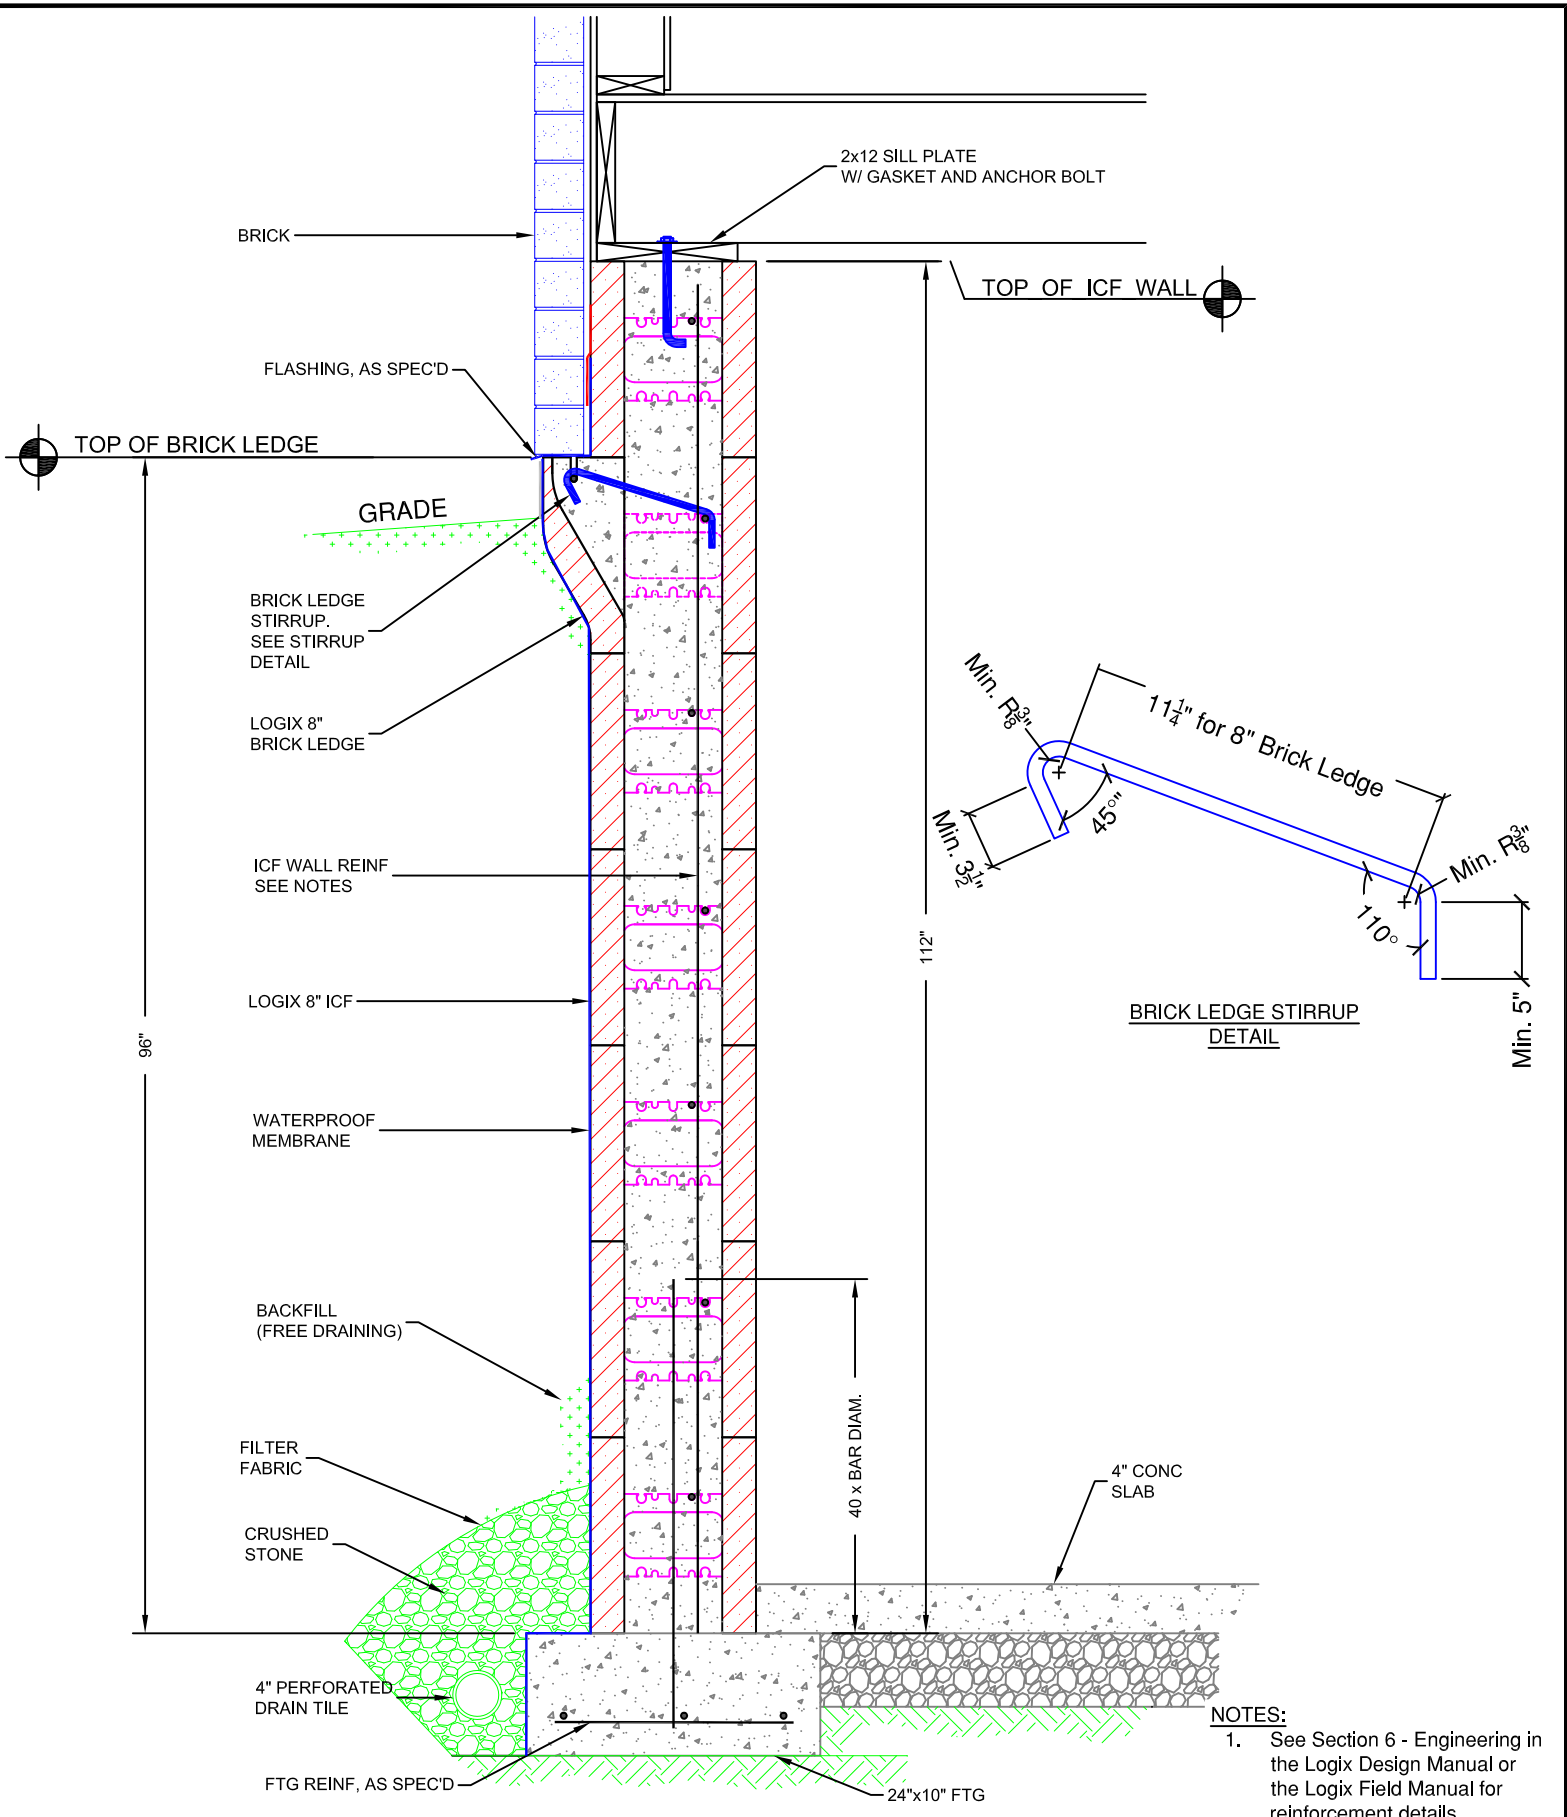 2x12 SILL PLATE
W/ GASKET AND ANCHOR BOLT
BRICK
TOP OF ICF WALL
FLASHING, AS SPEC'D
TOP OF BRICK LEDGE
GRADE
BRICK LEDGE
STIRRUP.
SEE STIRRUP
DETAIL
LOGIX 8"
BRICK LEDGE
Min. R3/8"
11 1/4" for 8" Brick Ledge
45°"
Min. 3 1/2"
Min. R3/8"
110°
Min. 5"
BRICK LEDGE STIRRUP
DETAIL
ICF WALL REINF
SEE NOTES
112"
LOGIX 8" ICF
96"
WATERPROOF
MEMBRANE
BACKFILL
(FREE DRAINING)
40 x BAR DIAM.
FILTER
FABRIC
4" CONC
SLAB
CRUSHED
STONE
4" PERFORATED
DRAIN TILE
FTG REINF, AS SPEC'D
24"x10" FTG
NOTES:
1. See Section 6 - Engineering in
the Logix Design Manual or
the Logix Field Manual for
reinforcement details